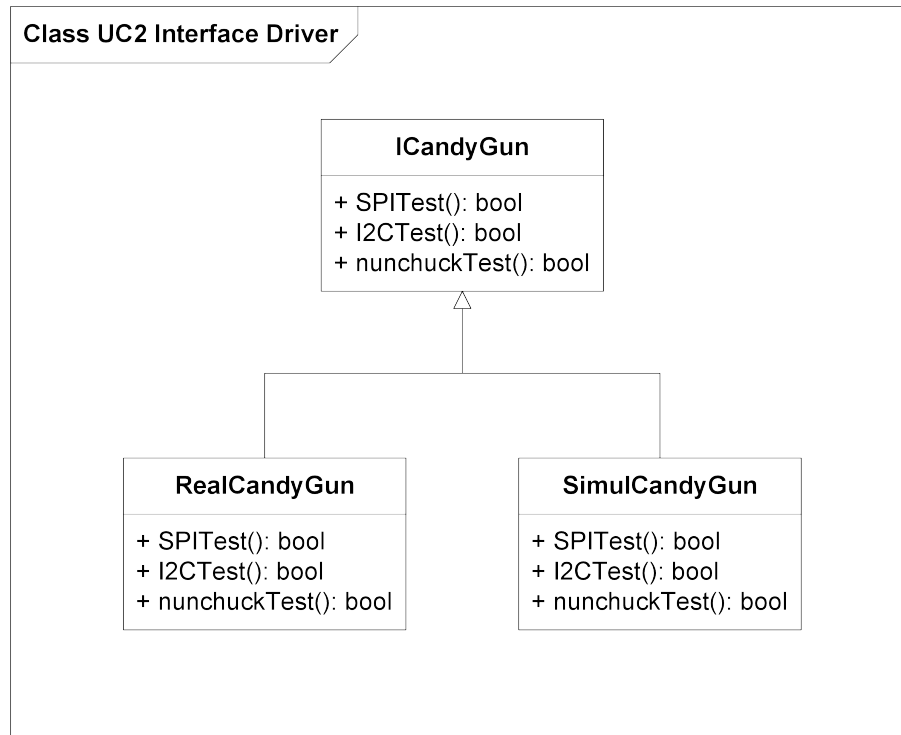 Class UC2 Interface Driver
ICandyGun
+ SPITest(): bool
+ I2CTest(): bool
+ nunchuckTest(): bool
RealCandyGun
+ SPITest(): bool
+ I2CTest(): bool
+ nunchuckTest(): bool
SimulCandyGun
+ SPITest(): bool
+ I2CTest(): bool
+ nunchuckTest(): bool